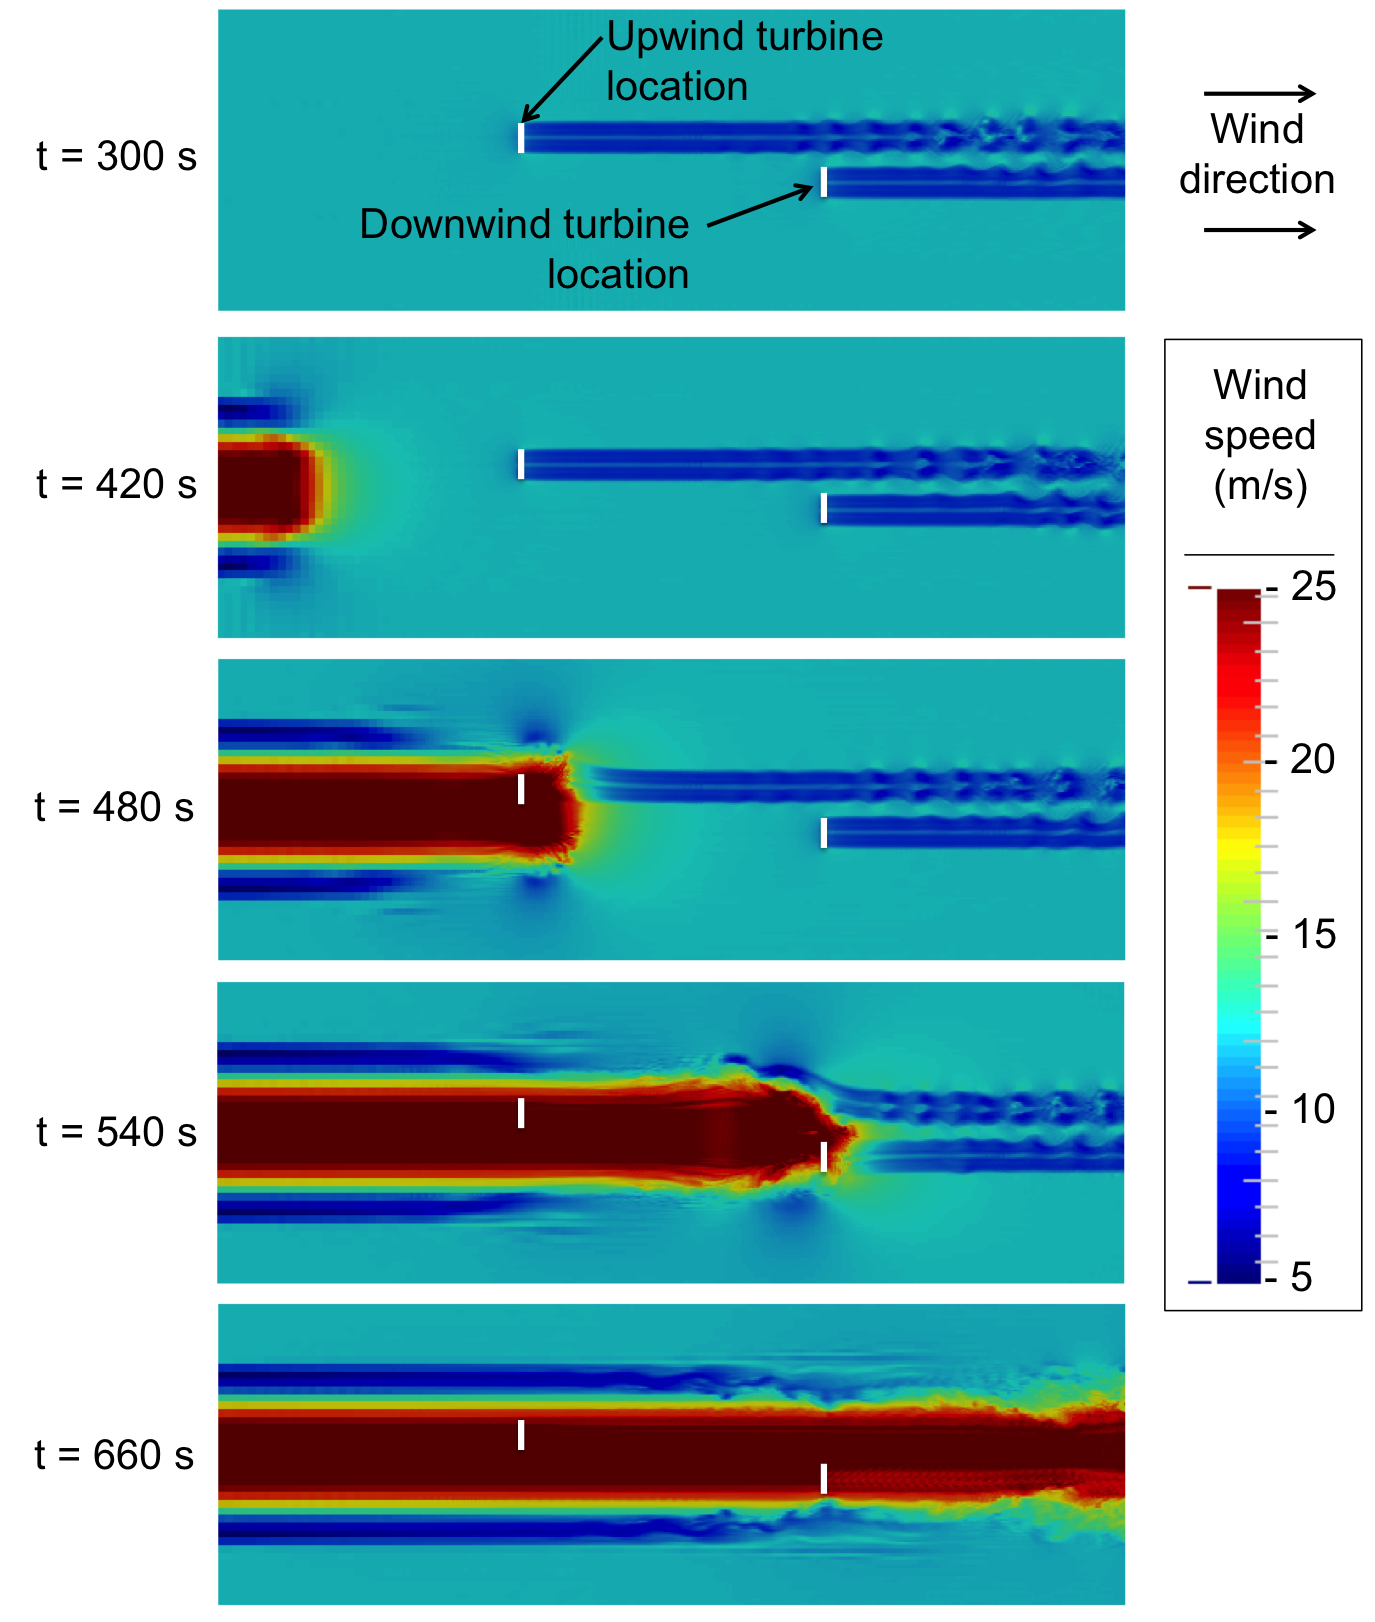 Upwind turbine
location
t = 300 s
Downwind turbine
location
Wind
direction
t = 420 s
t = 480 s
t = 540 s
t = 660 s
Wind
speed
(m/s)
- 25
- 20
- 15
- 10
- 5